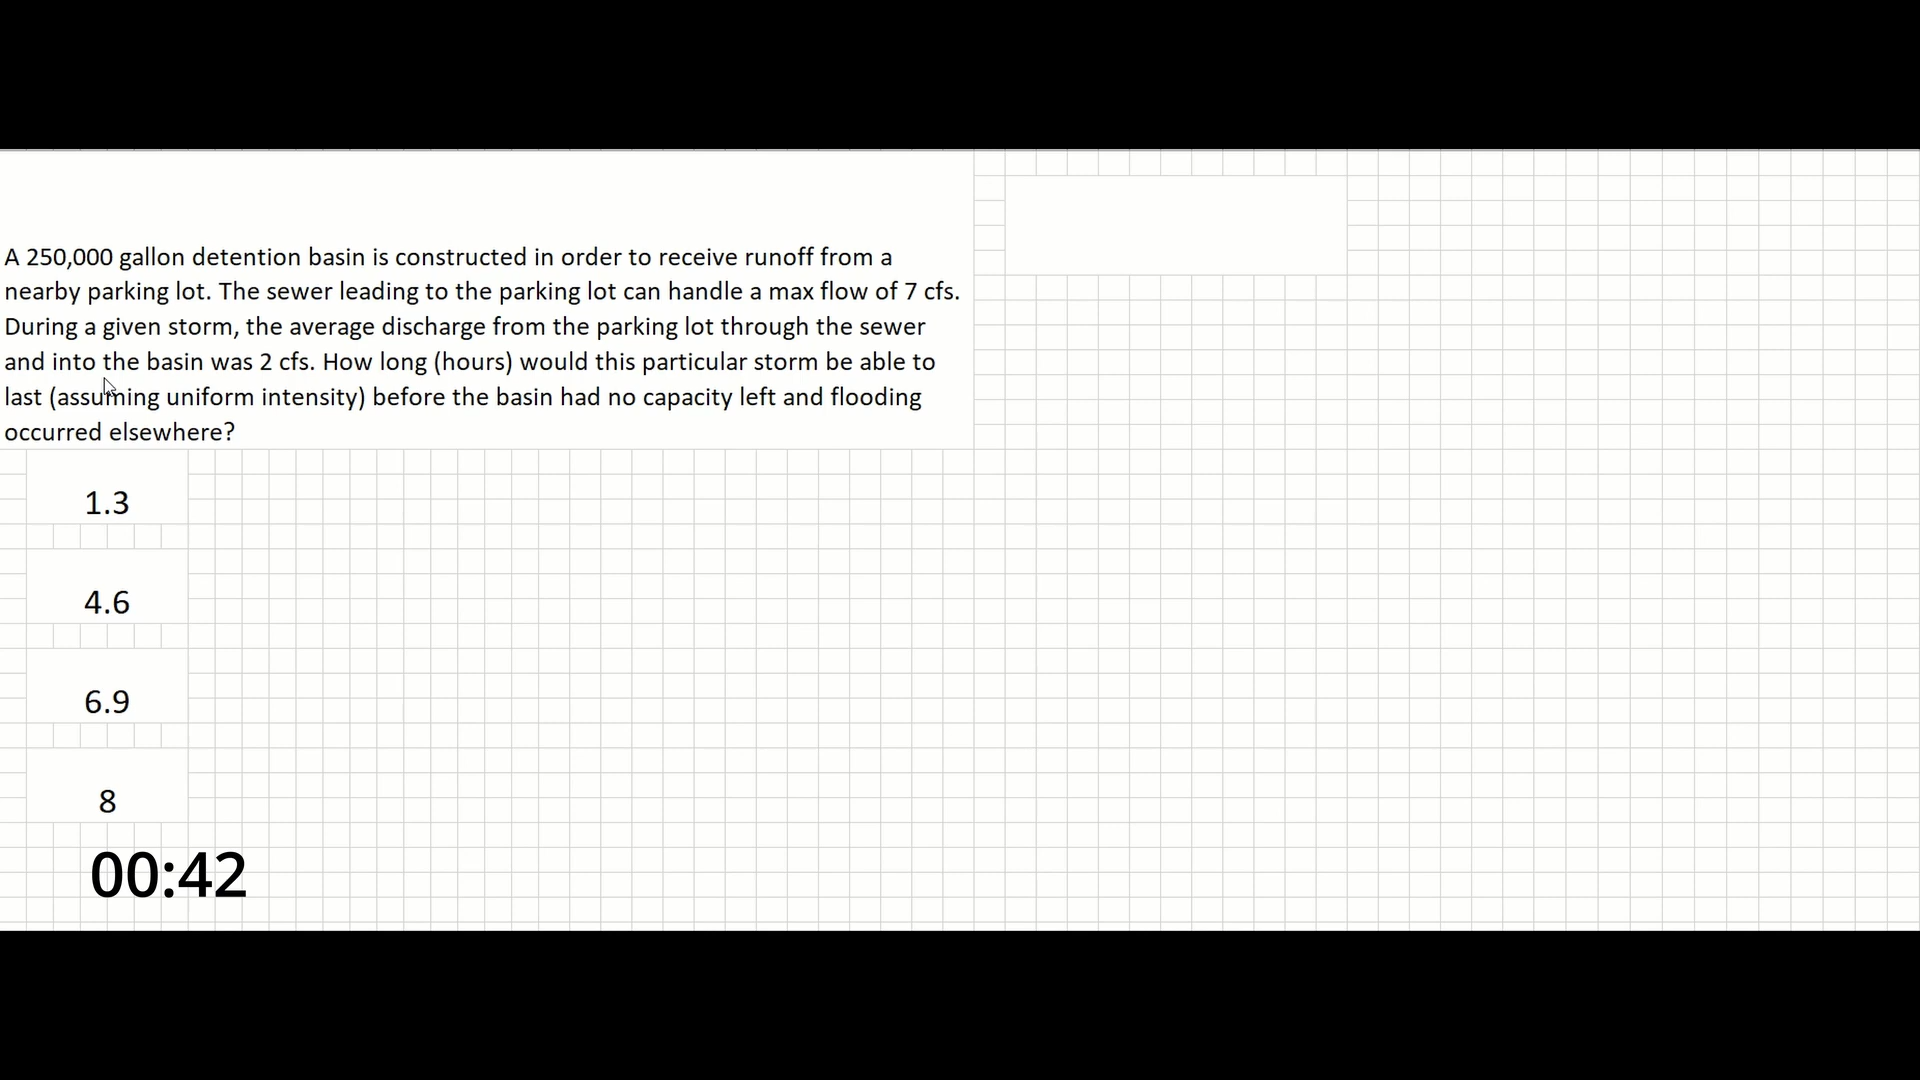 A 250,000 gallon detention basin is constructed in order to receive runoff from a
nearby parking lot. The sewer leading to the parking lot can handle a max flow of 7 cfs.
During a given storm, the average discharge from the parking lot through the sewer
and into the basin was 2 cfs. How long (hours) would this particular storm be able to
last (assuming uniform intensity) before the basin had no capacity left and flooding
occurred elsewhere?
1.3
4.6
6.9
8
00:42